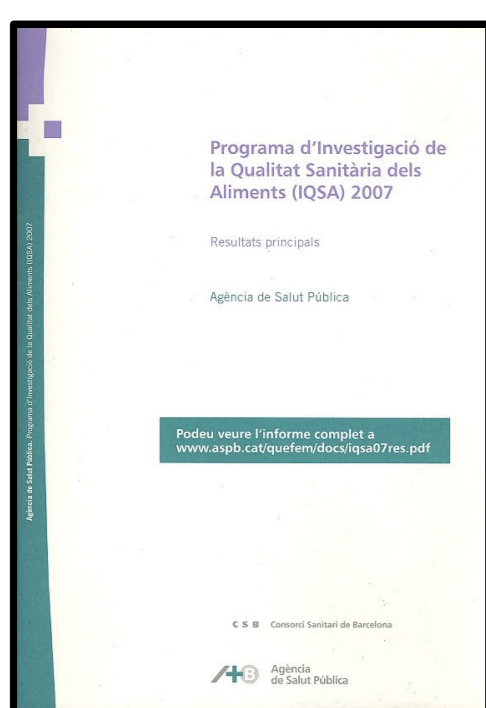 Programa d'Investigació de
la Qualitat Sanitària dels
Aliments (IQSA) 2007
Resultats principals
Agència de Salut Pública
Agència de Salut Pública. Programa d'Investigació de la Qualitat dels Aliments (IQSA) 2007
Podeu veure l'informe complet a
www.aspb.cat/quefem/docs/iqsa07res.pdf
C S B Consorci Sanitari de Barcelona
A+B Agència
de Salut Pública